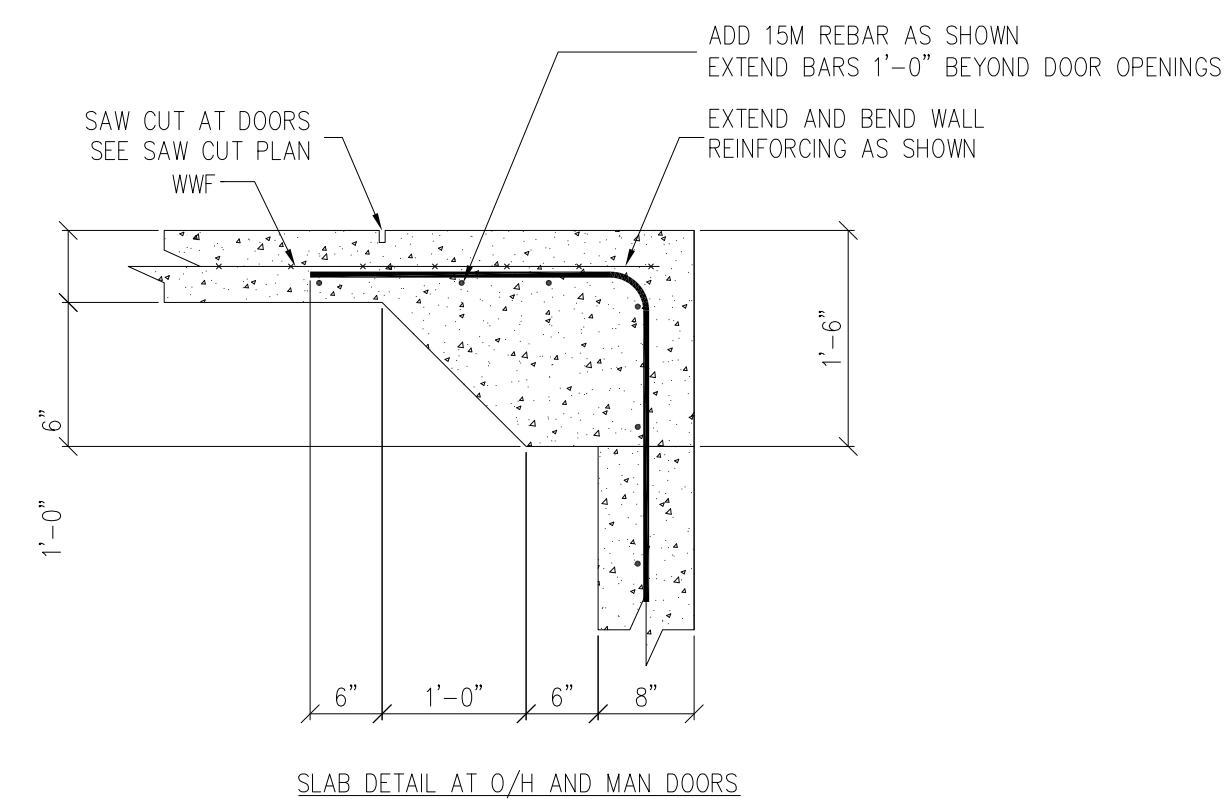 ADD 15M REBAR AS SHOWN
EXTEND BARS 1'-0" BEYOND DOOR OPENINGS
SAW CUT AT DOORS
SEE SAW CUT PLAN
WWF
EXTEND AND BEND WALL
REINFORCING AS SHOWN
6"
1'-0"
1'-6"
6"
1'-0"
6"
8"
SLAB DETAIL AT O/H AND MAN DOORS